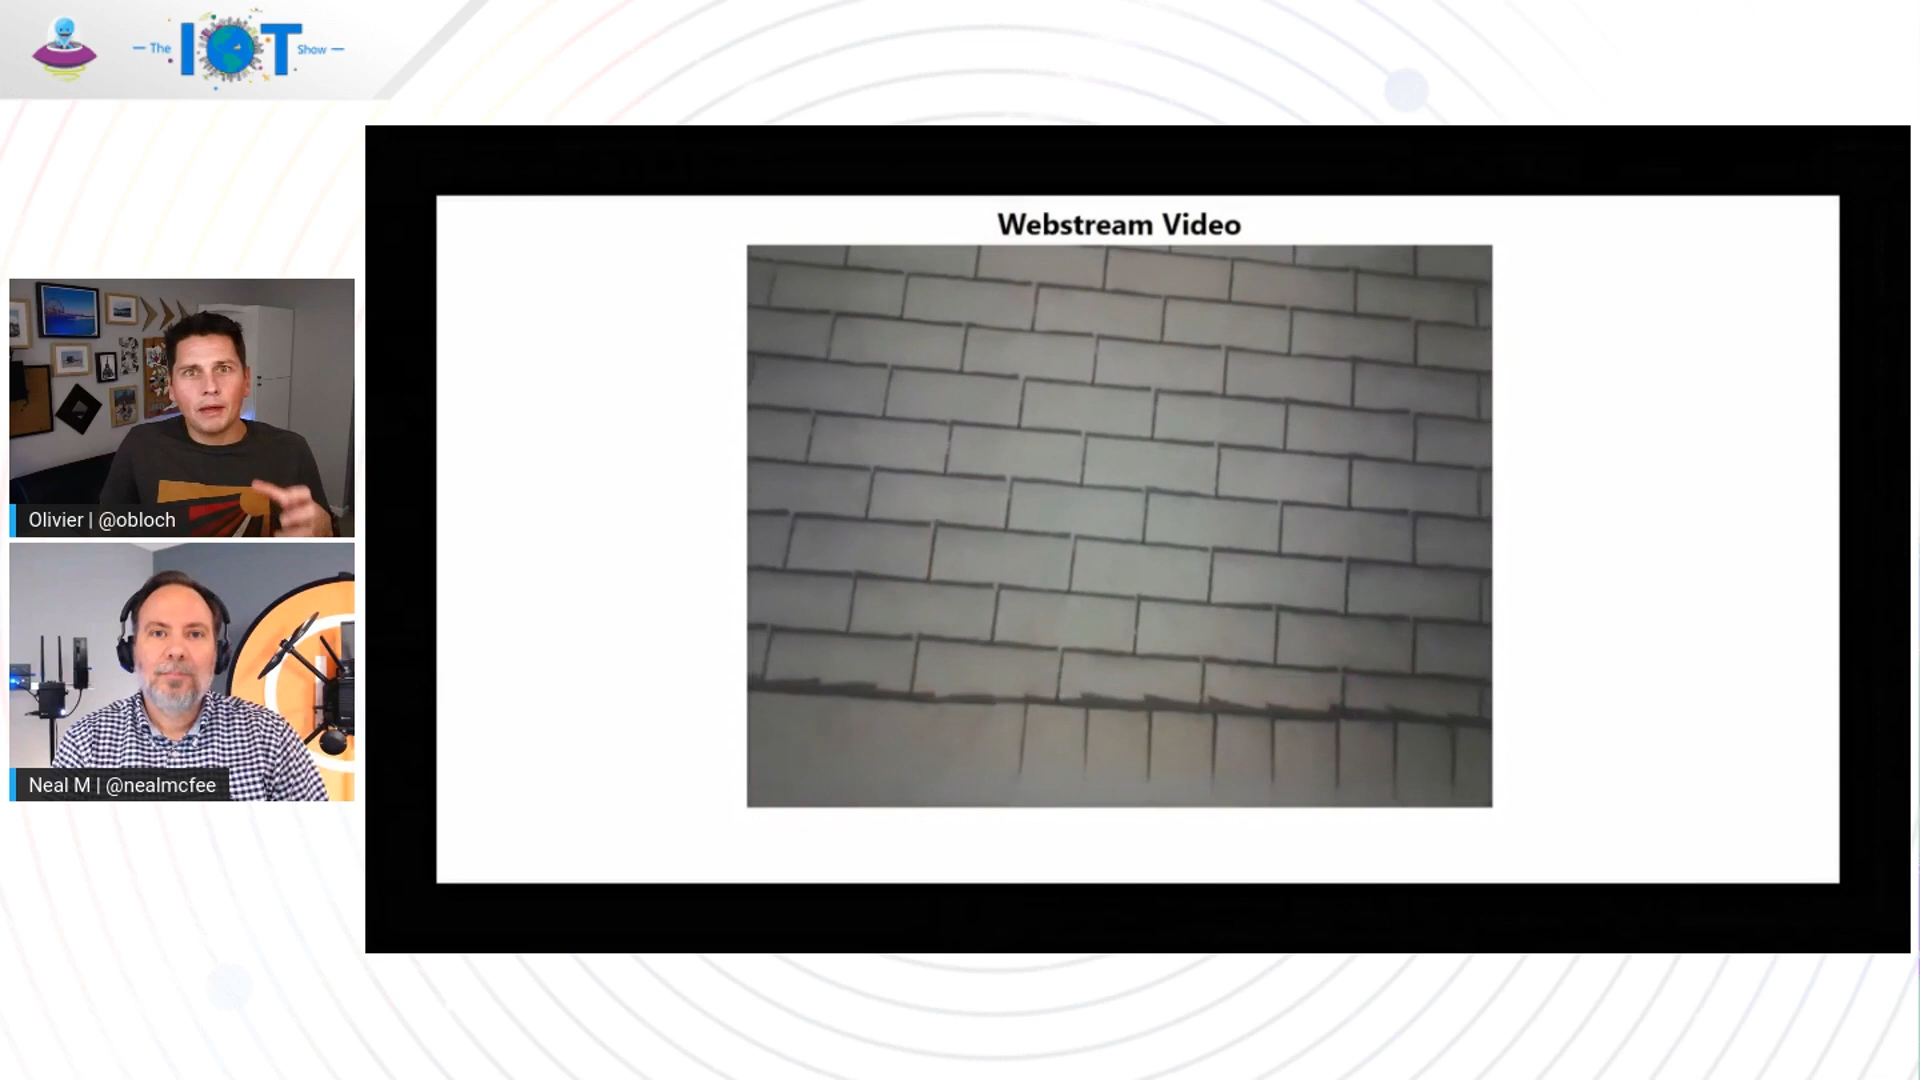 The IOT Show
Webstream Video
Olivier | @obloch
Neal M | @nealmcfee